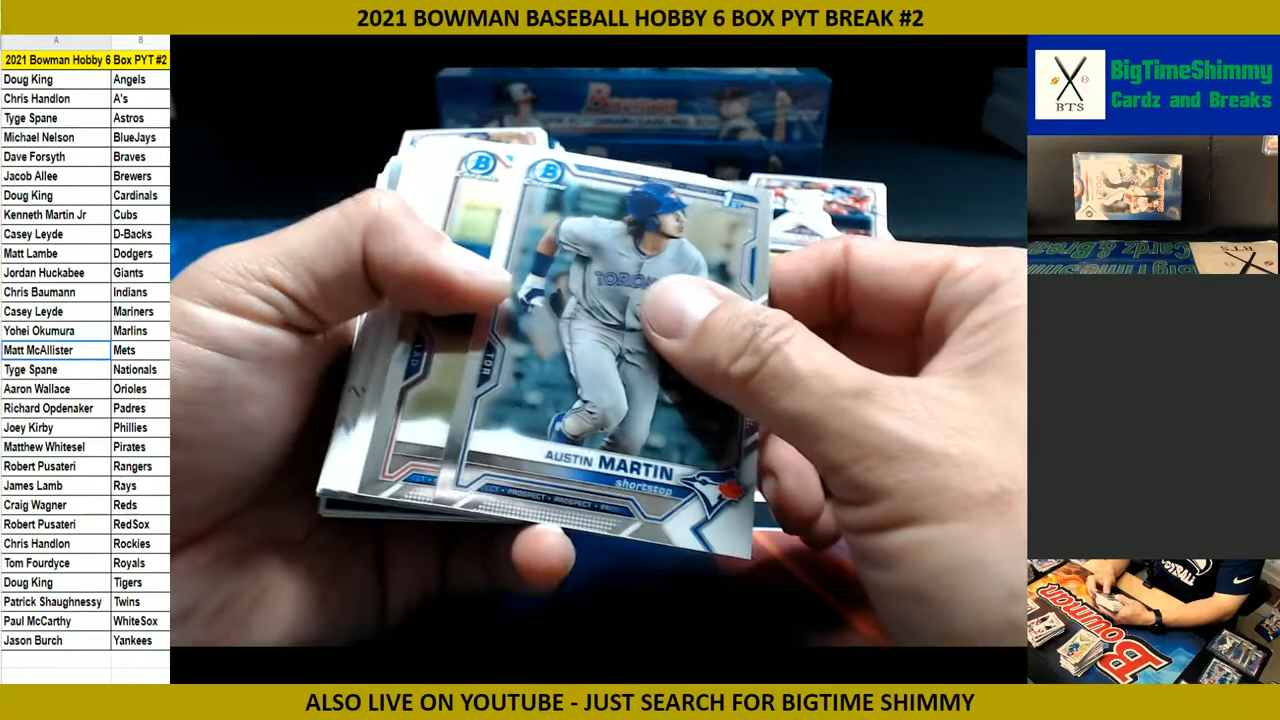 2021 BOWMAN BASEBALL HOBBY 6 BOX PYT BREAK #2
A B
2021 Bowman Hobby 6 Box PYT #2
Doug King Angels
Chris Handlon A's
Tyge Spane Astros
Michael Nelson BlueJays
Dave Forsyth Braves
Jacob Allee Brewers
Doug King Cardinals
Kenneth Martin Jr Cubs
Casey Leyde D-Backs
Matt Lambe Dodgers
Jordan Huckabee Giants
Chris Baumann Indians
Casey Leyde Mariners
Yohei Okumura Marlins
Matt McAllister Mets
Tyge Spane Nationals
Aaron Wallace Orioles
Richard Opdenaker Padres
Joey Kirby Phillies
Matthew Whitesel Pirates
Robert Pusateri Rangers
James Lamb Rays
Craig Wagner Reds
Robert Pusateri RedSox
Chris Handlon Rockies
Tom Fourdyce Royals
Doug King Tigers
Patrick Shaughnessy Twins
Paul McCarthy WhiteSox
Jason Burch Yankees
Bowman
B
B
1ST
TOR
AUSTIN MARTIN
shortstop
PROSPECT • PROSPECT
BTS
BigTimeShimmy
Cardz and Breaks
Bowman
ALSO LIVE ON YOUTUBE - JUST SEARCH FOR BIGTIME SHIMMY